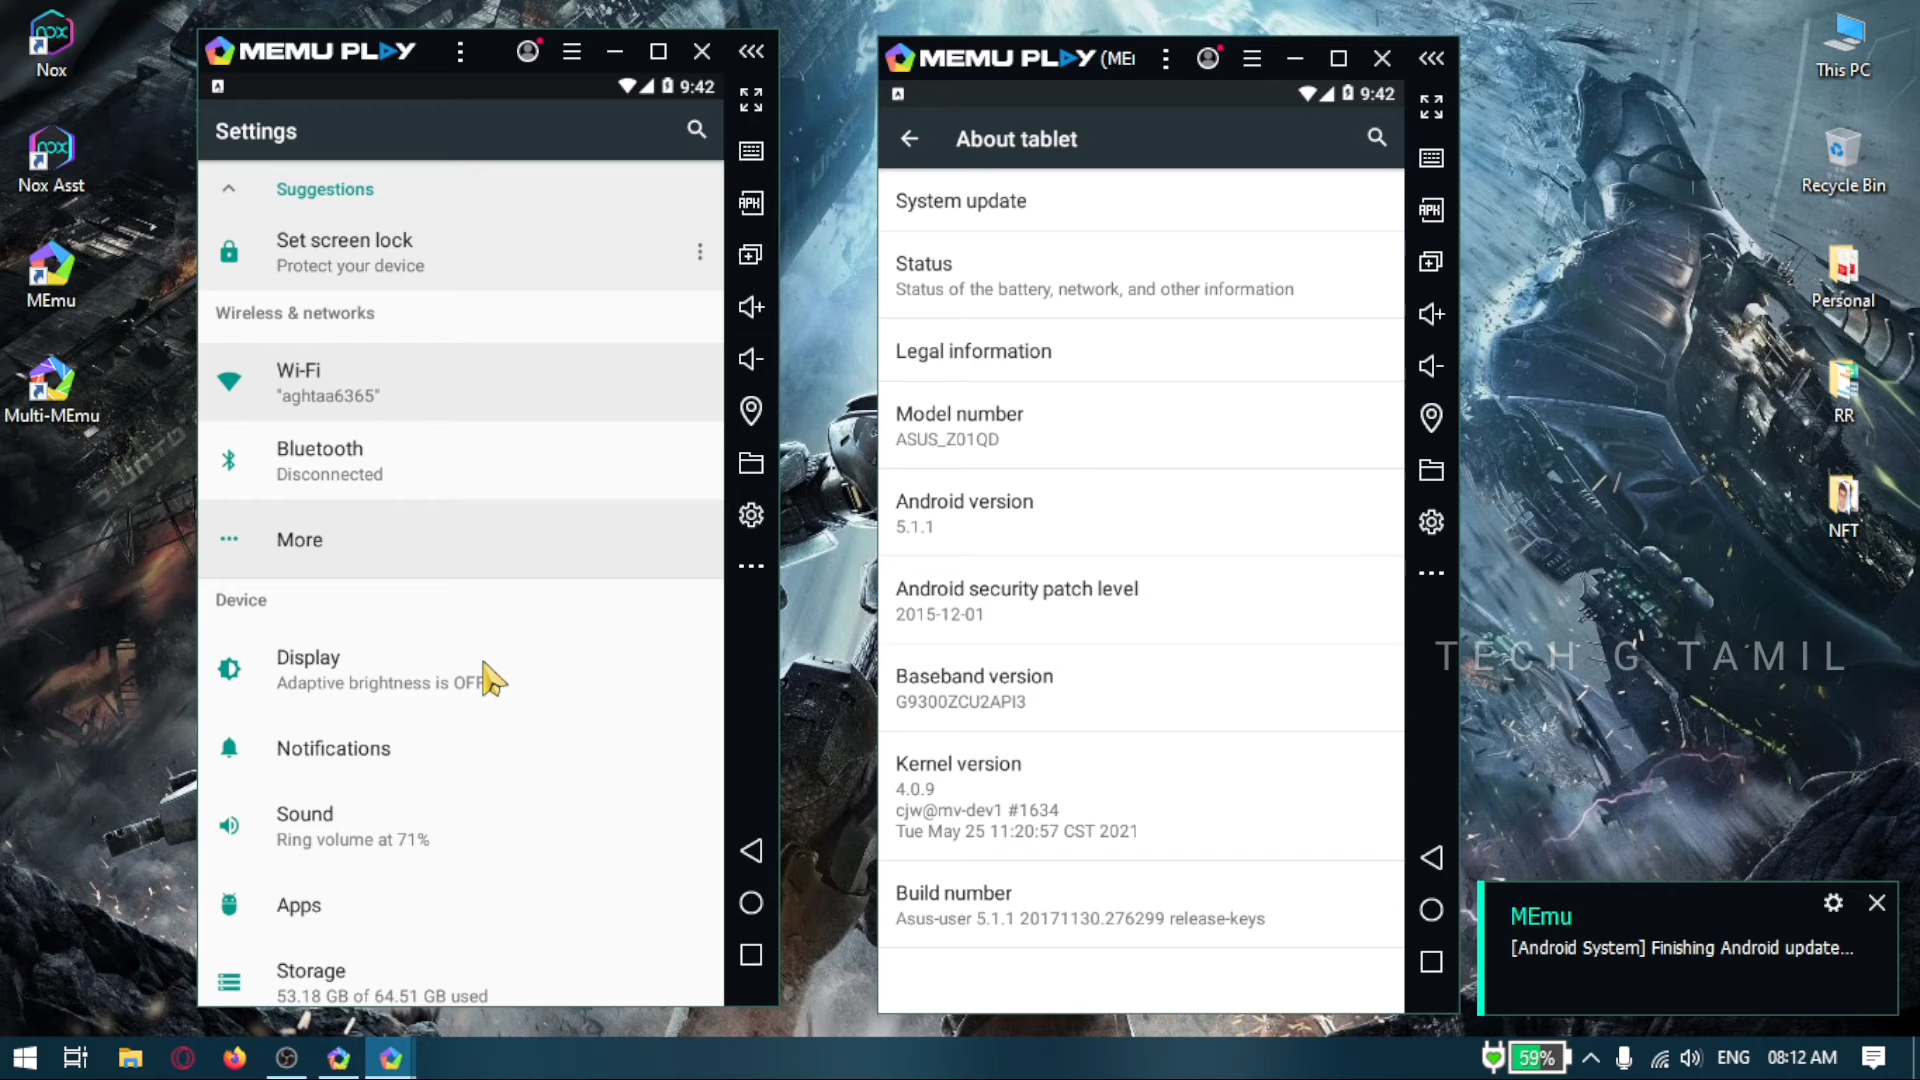 Nox
Nox Asst
MEmu
Multi-MEmu
MEMU PLAY
9:42
Settings
Suggestions
Set screen lock
Protect your device
Wireless & networks
Wi-Fi
"aghtaa6365"
Bluetooth
Disconnected
More
Device
Display
Adaptive brightness is OFF
Notifications
Sound
Ring volume at 71%
Apps
Storage
53.18 GB of 64.51 GB used
APK
MEMU PLAY (MEı
9:42
About tablet
System update
Status
Status of the battery, network, and other information
Legal information
Model number
ASUS_Z01QD
Android version
5.1.1
Android security patch level
2015-12-01
Baseband version
G9300ZCU2API3
Kernel version
4.0.9
cjw@mv-dev1 #1634
Tue May 25 11:20:57 CST 2021
Build number
Asus-user 5.1.1 20171130.276299 release-keys
APK
This PC
Recycle Bin
Personal
RR
NFT
TECH G TAMIL
MEmu
[Android System] Finishing Android update...
59%
ENG
08:12 AM